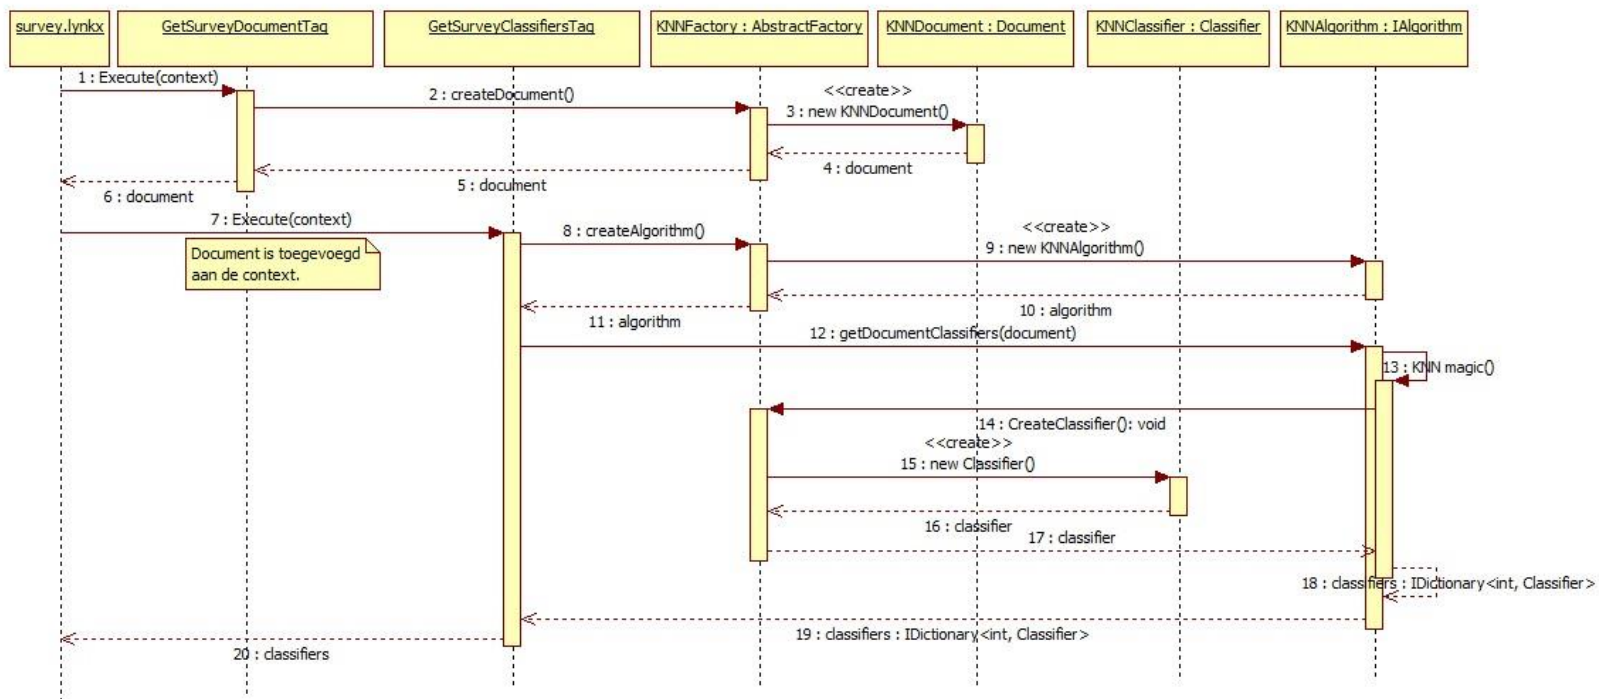 survey.lynkx
GetSurveyDocumentTag
GetSurveyClassifiersTag
KNNFactory : AbstractFactory
KNNDocument : Document
KNNClassifier : Classifier
KNNAlgorithm : IAlgorithm
1 : Execute(context)
2 : createDocument()
<<create>>
3 : new KNNDocument()
4 : document
5 : document
6 : document
7 : Execute(context)
Document is toegevoegd
aan de context.
8 : createAlgorithm()
<<create>>
9 : new KNNAlgorithm()
10 : algorithm
11 : algorithm
12 : getDocumentClassifiers(document)
13 : KNN magic()
14 : CreateClassifier(): void
<<create>>
15 : new Classifier()
16 : classifier
17 : classifier
18 : classifiers : IDictionary<int, Classifier>
19 : classifiers : IDictionary<int, Classifier>
20 : classifiers